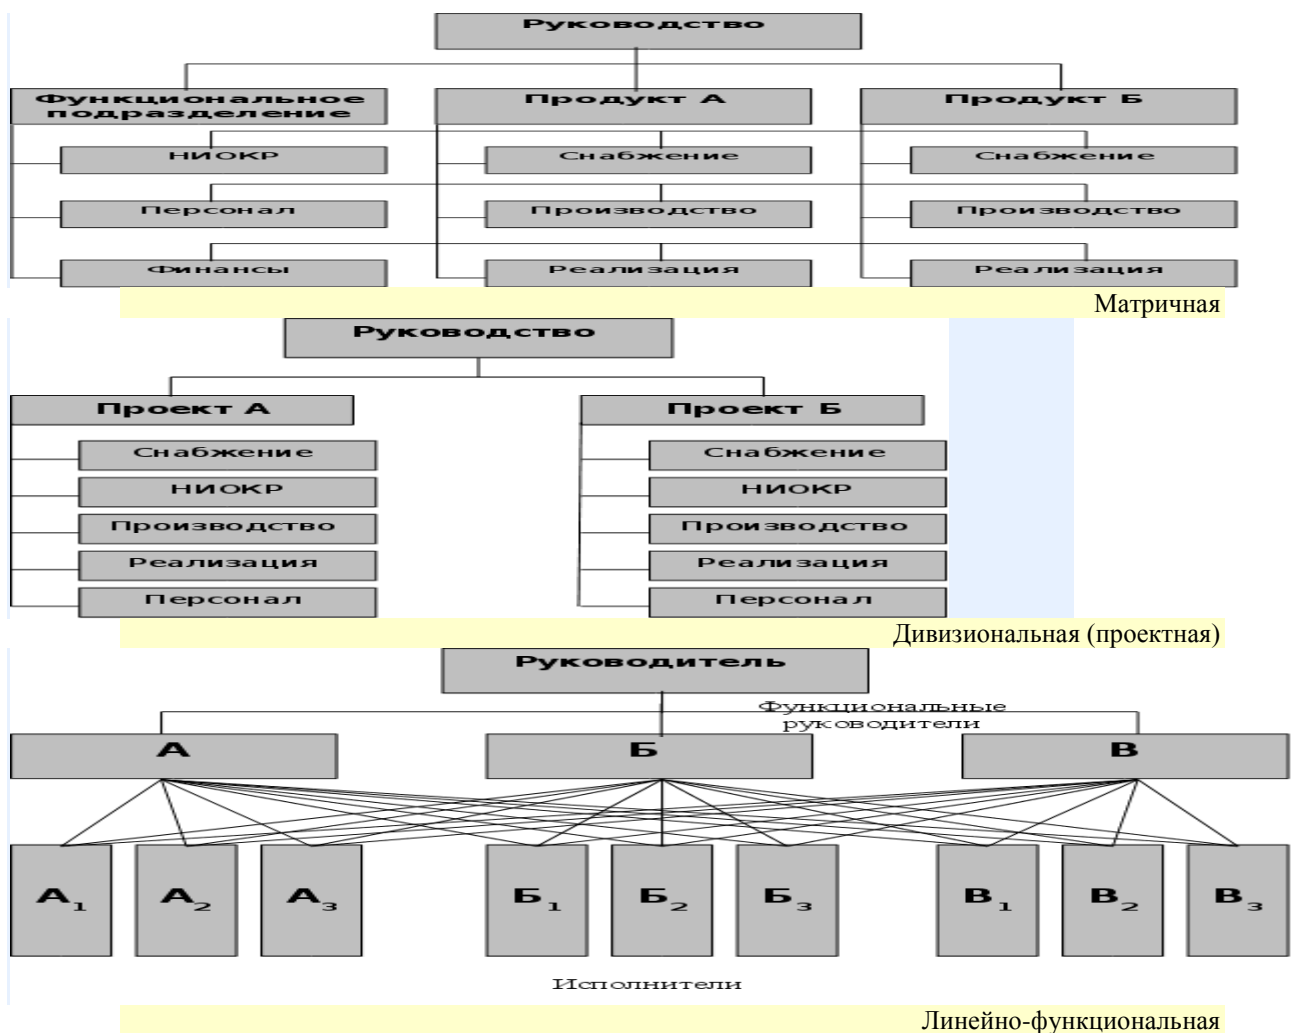 Руководство
Функциональное
подразделение
Продукт А
Продукт Б
НИОКР
Снабжение
Снабжение
Персонал
Производство
Производство
Финансы
Реализация
Реализация
Матричная
Руководство
Проект А
Проект Б
Снабжение
Снабжение
НИОКР
НИОКР
Производство
Производство
Реализация
Реализация
Персонал
Персонал
Дивизиональная (проектная)
Руководитель
Функциональные
руководители
А
Б
В
А1
А2
А3
Б1
Б2
Б3
В1
В2
В3
Исполнители
Линейно-функциональная